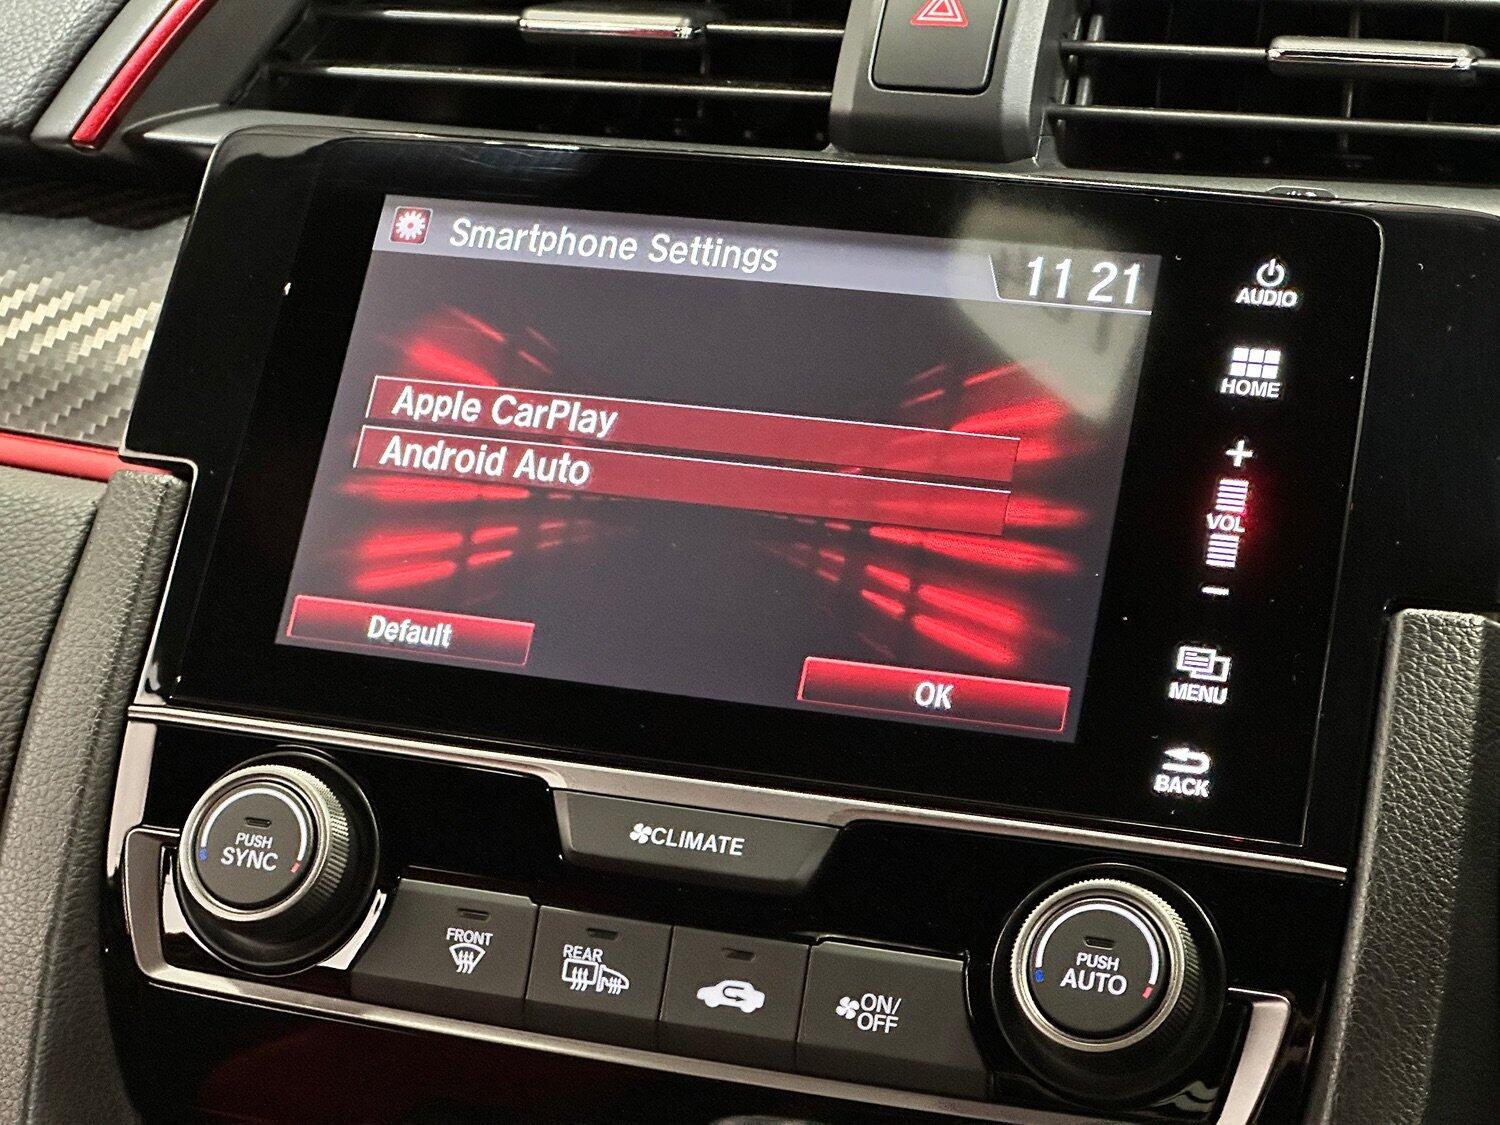 Smartphone Settings
11 21
AUDIO
HOME
Apple CarPlay
Android Auto
+
VOL
-
Default
OK
MENU
BACK
PUSH
SYNC
CLIMATE
FRONT
REAR
ON/
OFF
PUSH
AUTO